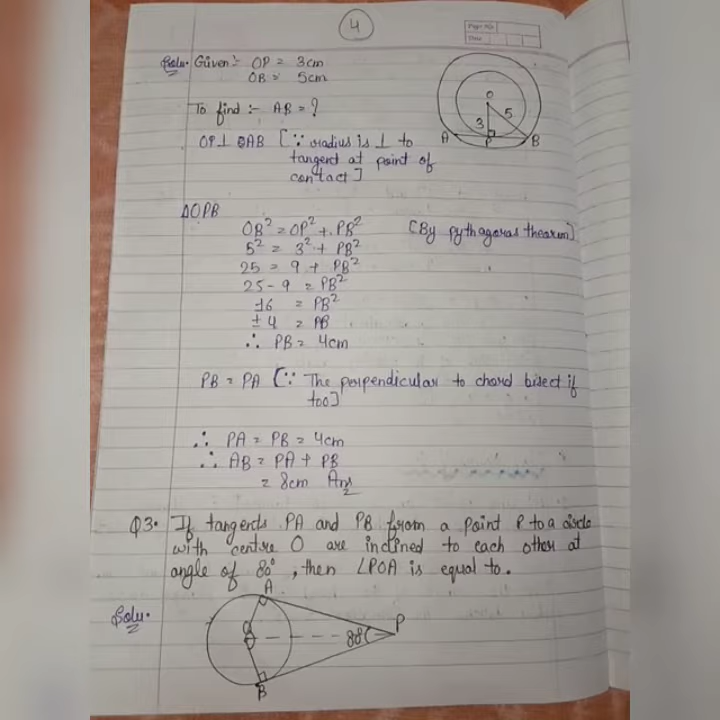 4
Page No.
Date
Solu. Given :- OP = 3cm
OB = 5cm
To find :- AB = ?
OP ⊥ AB [∵ radius is ⊥ to
tangent at point of
contact]
O
3
5
A
P
B
ΔOPB
OB² = OP² + PB² [By pythagoras thearem]
5² = 3² + PB²
25 = 9 + PB²
25 - 9 = PB²
16 = PB²
± 4 = PB
∴ PB = 4cm
PB = PA [∵ The perpendicular to chord bisect if
too]
∴ PA = PB = 4cm
∴ AB = PA + PB
= 8cm Ans
Q3. If tangents PA and PB from a point P to a circle
with centre O are inclined to each other at
angle of 80°, then ∠POA is equal to.
Solu.
A
O
88
P
B